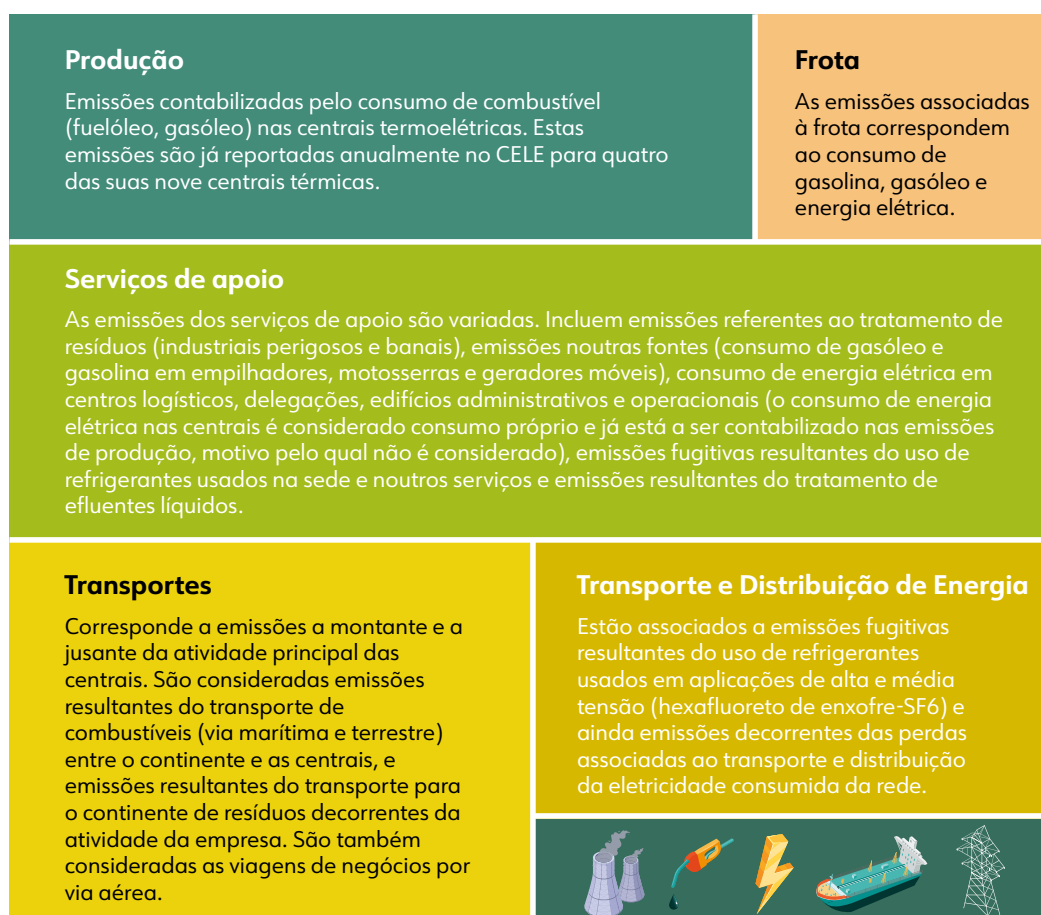 Produção
Emissões contabilizadas pelo consumo de combustível
(fuelóleo, gasóleo) nas centrais termoelétricas. Estas
emissões são já reportadas anualmente no CELE para quatro
das suas nove centrais térmicas.
Frota
As emissões associadas
à frota correspondem
ao consumo de
gasolina, gasóleo e
energia elétrica.
Serviços de apoio
As emissões dos serviços de apoio são variadas. Incluem emissões referentes ao tratamento de
resíduos (industriais perigosos e banais), emissões noutras fontes (consumo de gasóleo e
gasolina em empilhadores, motosserras e geradores móveis), consumo de energia elétrica em
centros logísticos, delegações, edifícios administrativos e operacionais (o consumo de energia
elétrica nas centrais é considerado consumo próprio e já está a ser contabilizado nas emissões
de produção, motivo pelo qual não é considerado), emissões fugitivas resultantes do uso de
refrigerantes usados na sede e noutros serviços e emissões resultantes do tratamento de
efluentes líquidos.
Transportes
Corresponde a emissões a montante e a
jusante da atividade principal das
centrais. São consideradas emissões
resultantes do transporte de
combustíveis (via marítima e terrestre)
entre o continente e as centrais, e
emissões resultantes do transporte para
o continente de resíduos decorrentes da
atividade da empresa. São também
consideradas as viagens de negócios por
via aérea.
Transporte e Distribuição de Energia
Estão associados a emissões fugitivas
resultantes do uso de refrigerantes
usados em aplicações de alta e média
tensão (hexafluoreto de enxofre-SF6) e
ainda emissões decorrentes das perdas
associadas ao transporte e distribuição
da eletricidade consumida da rede.